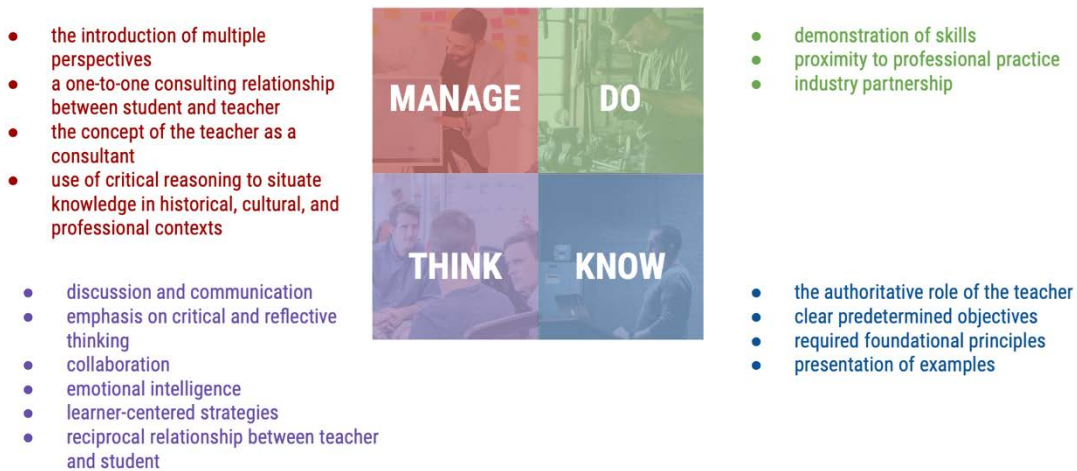 ● the introduction of multiple
perspectives
● a one-to-one consulting relationship
between student and teacher
● the concept of the teacher as a
consultant
● use of critical reasoning to situate
knowledge in historical, cultural, and
professional contexts
MANAGE
DO
● demonstration of skills
● proximity to professional practice
● industry partnership
● discussion and communication
● emphasis on critical and reflective
thinking
● collaboration
● emotional intelligence
● learner-centered strategies
● reciprocal relationship between teacher
and student
THINK
KNOW
● the authoritative role of the teacher
● clear predetermined objectives
● required foundational principles
● presentation of examples